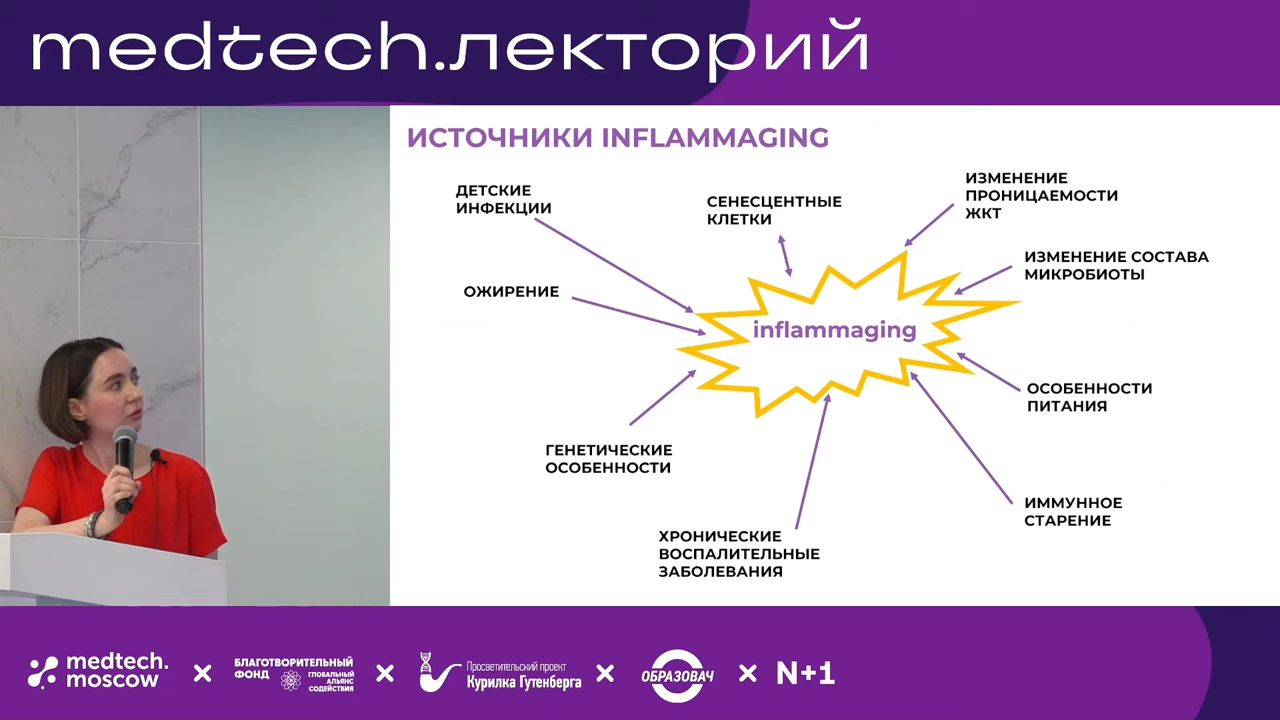 medtech.лекторий
ИСТОЧНИКИ INFLAMMAGING
ДЕТСКИЕ
ИНФЕКЦИИ
СЕНЕСЦЕНТНЫЕ
КЛЕТКИ
ИЗМЕНЕНИЕ
ПРОНИЦАЕМОСТИ
ЖКТ
ИЗМЕНЕНИЕ СОСТАВА
МИКРОБИОТЫ
ОЖИРЕНИЕ
inflammaging
ОСОБЕННОСТИ
ПИТАНИЯ
ГЕНЕТИЧЕСКИЕ
ОСОБЕННОСТИ
ИММУННОЕ
СТАРЕНИЕ
ХРОНИЧЕСКИЕ
ВОСПАЛИТЕЛЬНЫЕ
ЗАБОЛЕВАНИЯ
medtech.
moscow
БЛАГОТВОРИТЕЛЬНЫЙ
ФОНД
ГЛОБАЛЬНЫЙ
АЛЬЯНС
СОДЕЙСТВИЯ
Просветительский проект
Курилка Гутенберга
ОБРАЗОВАЧ
N+1